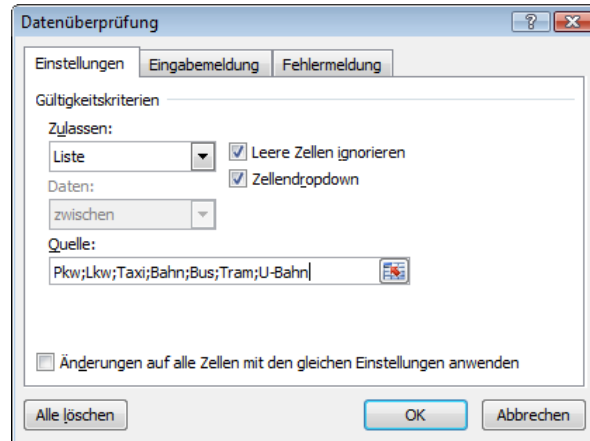 Datenüberprüfung
Einstellungen Eingabemeldung Fehlermeldung
Gültigkeitskriterien
Zulassen:
Liste Leere Zellen ignorieren
Daten: Zellendropdown
zwischen
Quelle:
Pkw;Lkw;Taxi;Bahn;Bus;Tram;U-Bahn
Änderungen auf alle Zellen mit den gleichen Einstellungen anwenden
Alle löschen OK Abbrechen